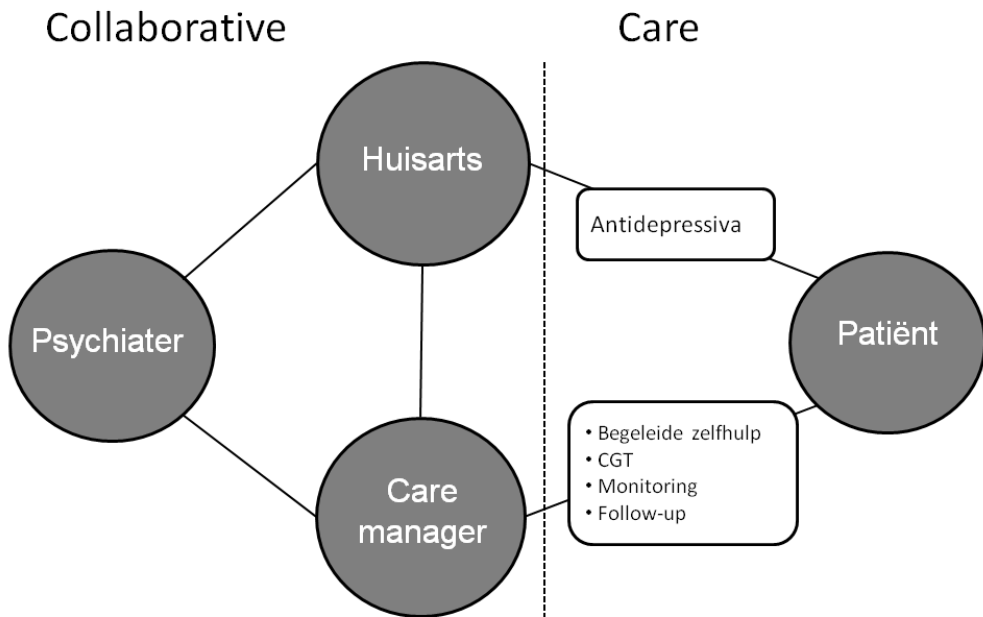 Collaborative Care
Huisarts
Antidepressiva
Psychiater
Patiënt
• Begeleide zelfhulp
• CGT
• Monitoring
• Follow-up
Care
manager